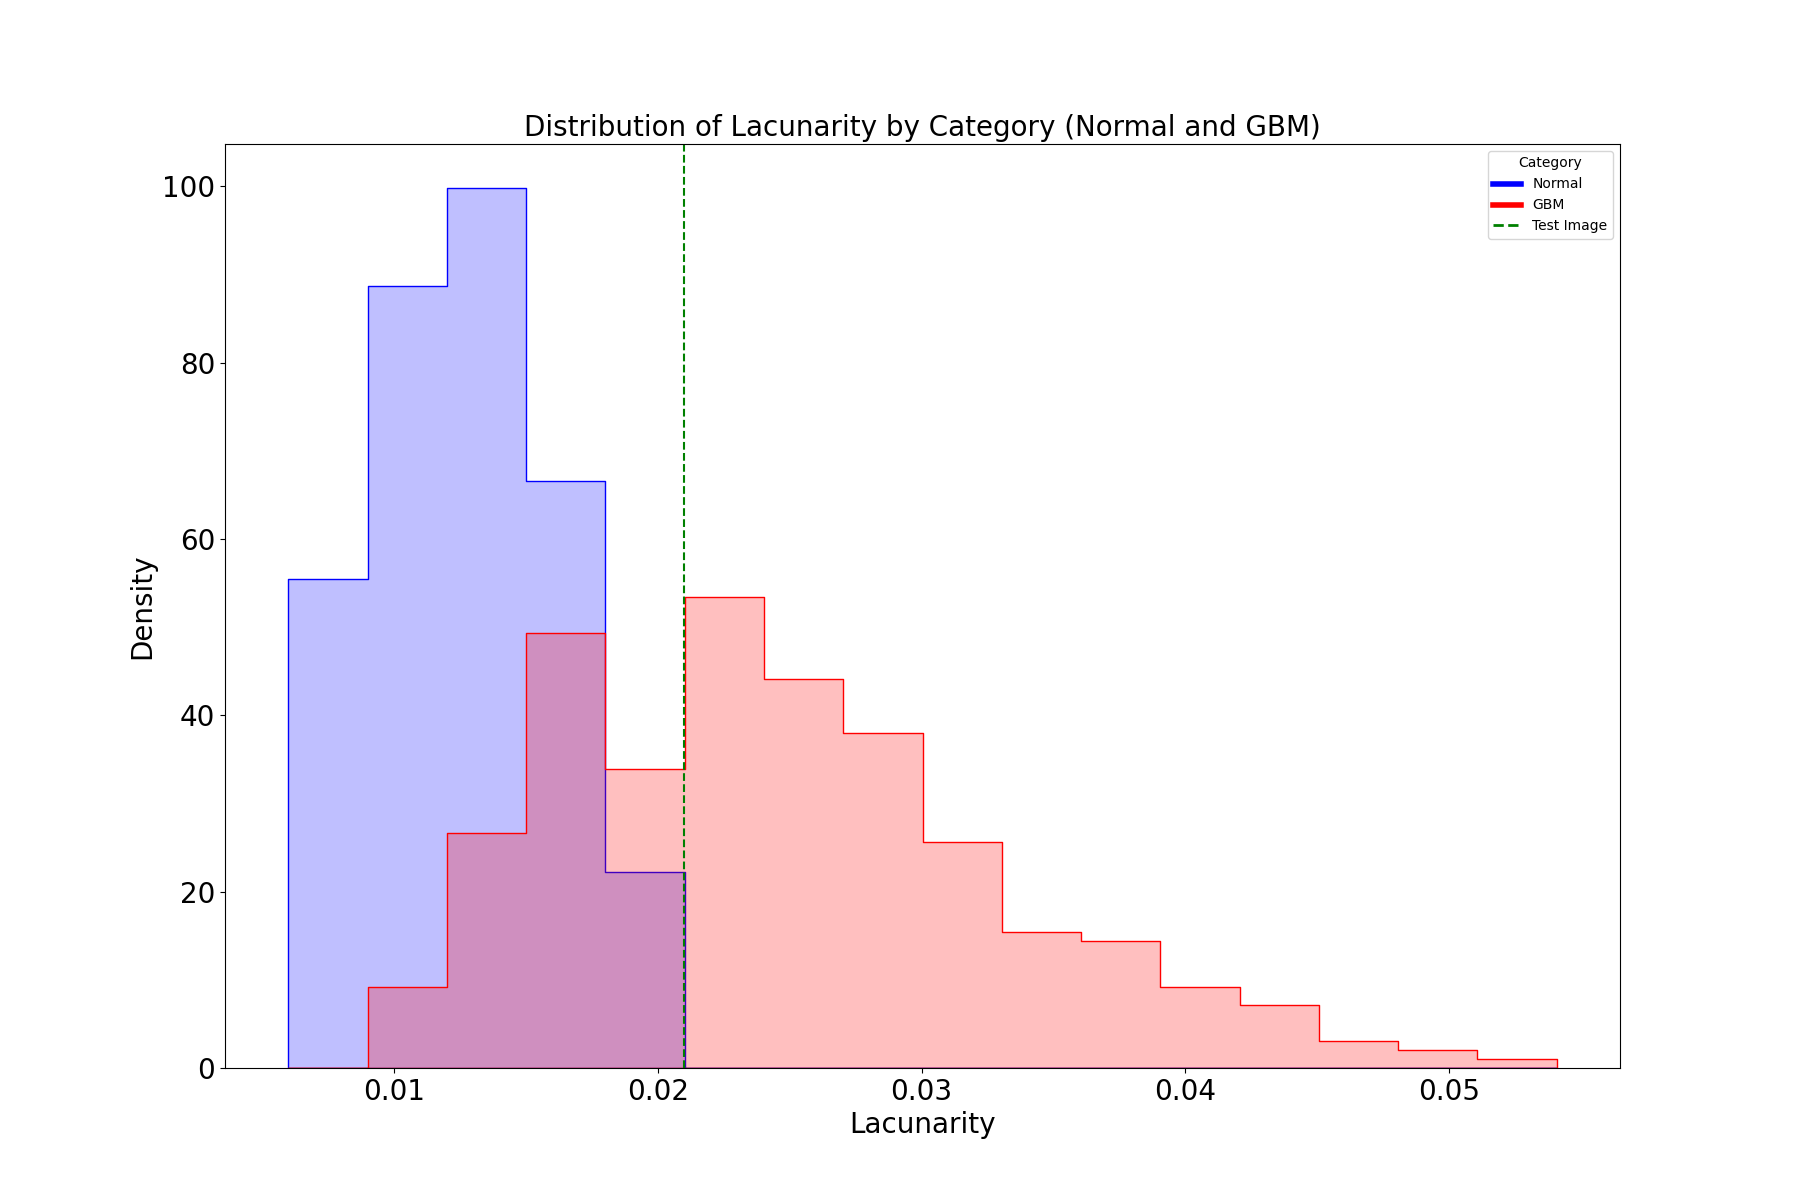 Distribution of Lacunarity by Category (Normal and GBM)
Category
Normal
GBM
Test Image
100
80
60
40
20
0
Density
0.01 0.02 0.03 0.04 0.05
Lacunarity